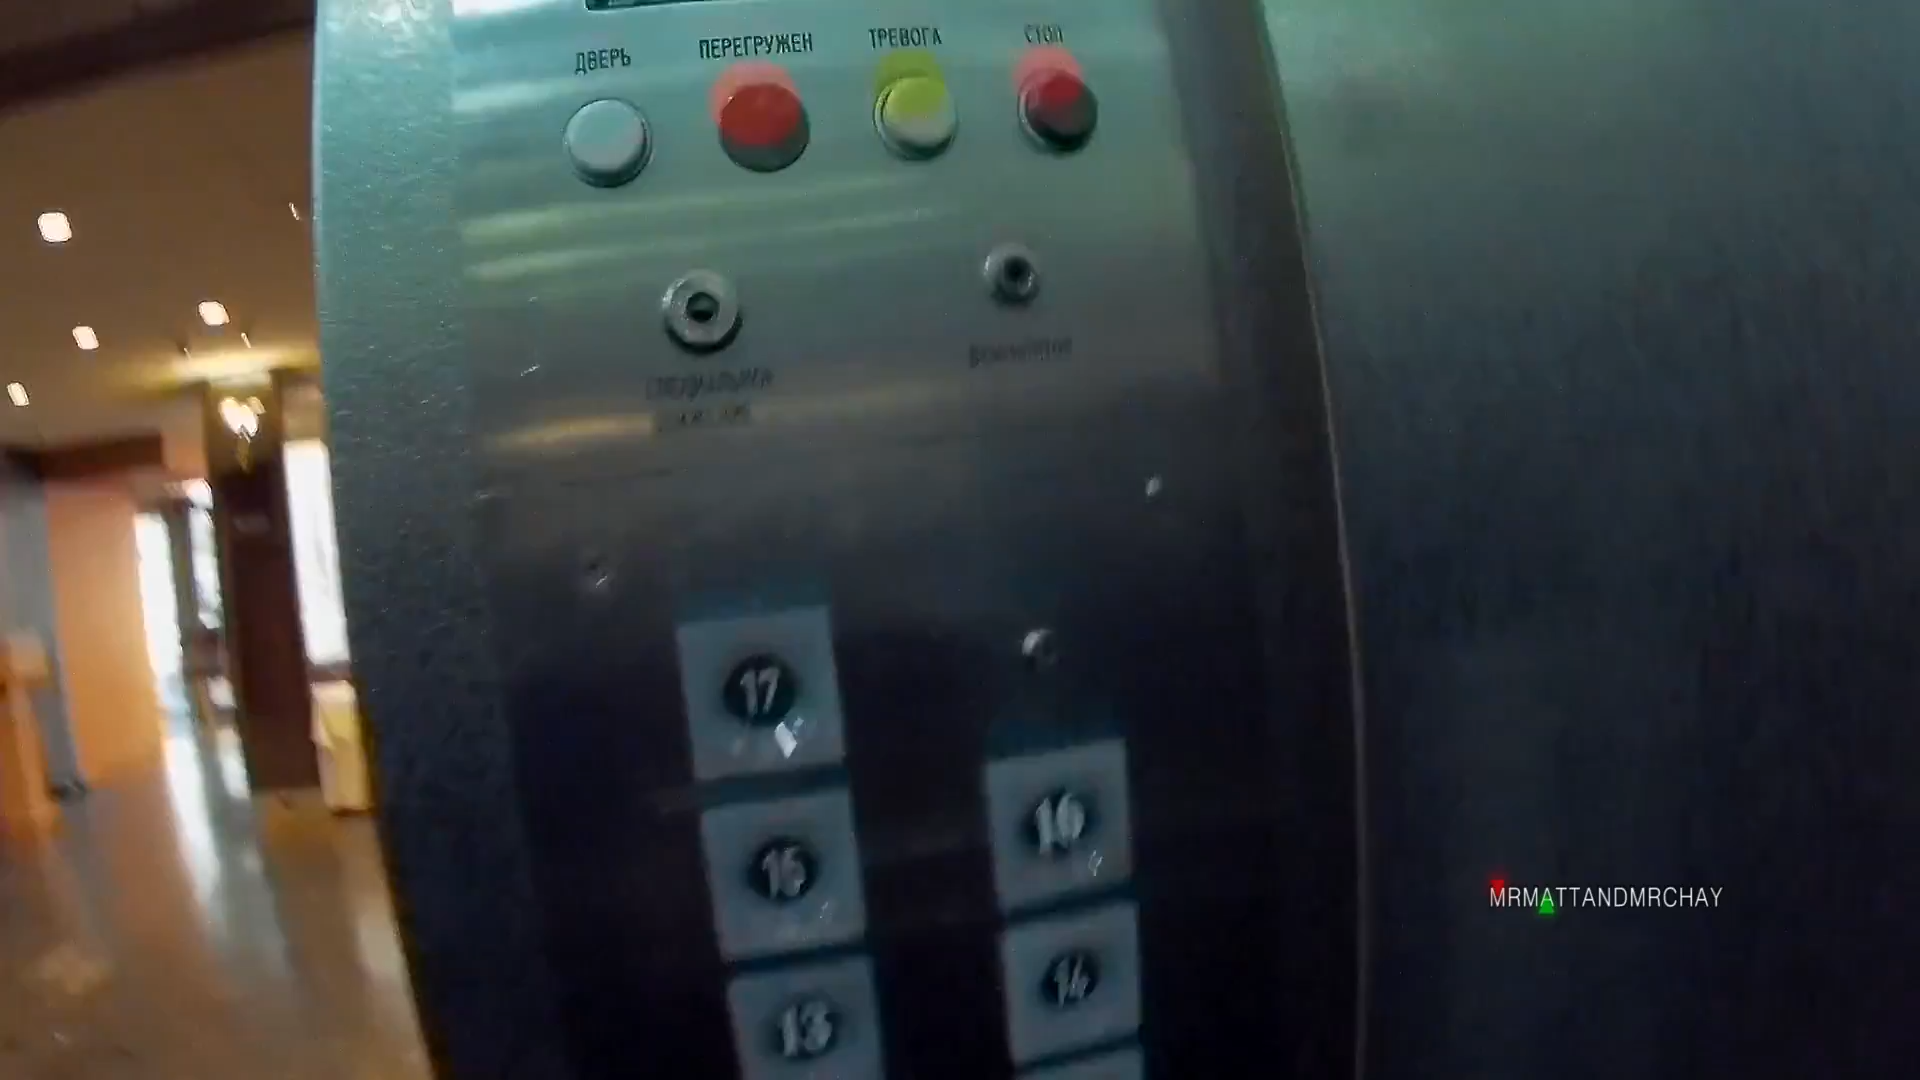 ДВЕРЬ
ПЕРЕГРУЖЕН
ТРЕВОГА
СТОП
17
16
15
14
13
MRMATTANDMRCHAY